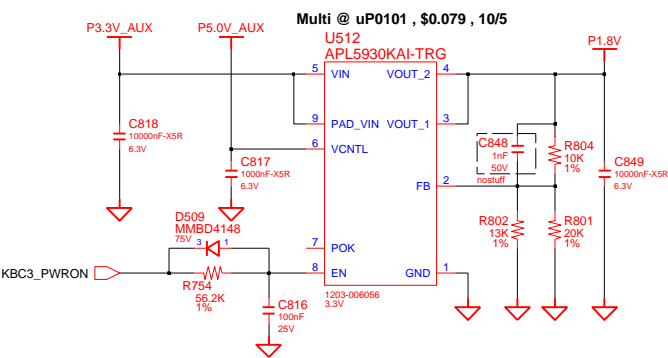 Multi @ uP0101 , $0.079 , 10/5
P3.3V_AUX
P5.0V_AUX
U512
APL5930KAI-TRG
P1.8V
5
VIN
VOUT_2
4
9
PAD_VIN
VOUT_1
3
6
VCNTL
C818
10000nF-X5R
6.3V
C817
1000nF-X5R
6.3V
C848
1nF
50V
nostuff
R804
10K
1%
C849
10000nF-X5R
6.3V
FB
2
D509
MMBD4148
75V
3
1
R802
13K
1%
R801
20K
1%
7
POK
KBC3_PWRON
8
EN
GND
1
R754
56.2K
1%
C816
100nF
25V
1203-006056
3.3V